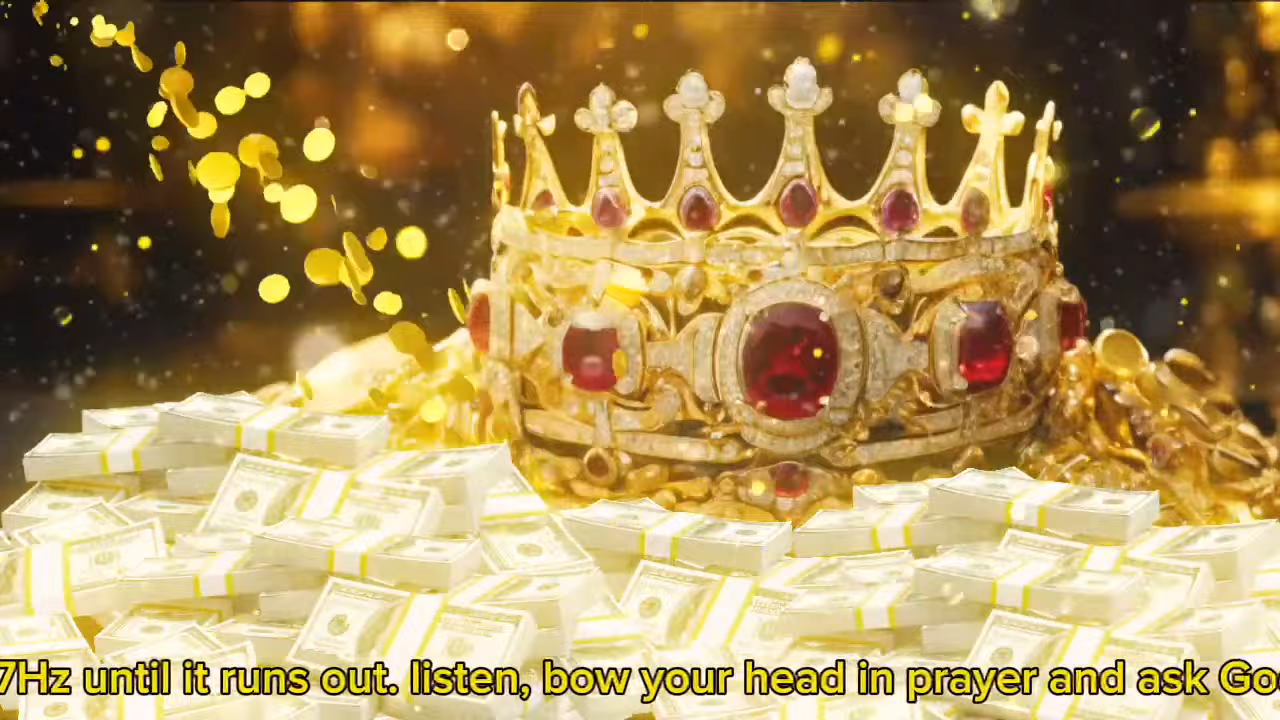 7Hz until it runs out. listen, bow your head in prayer and ask Go